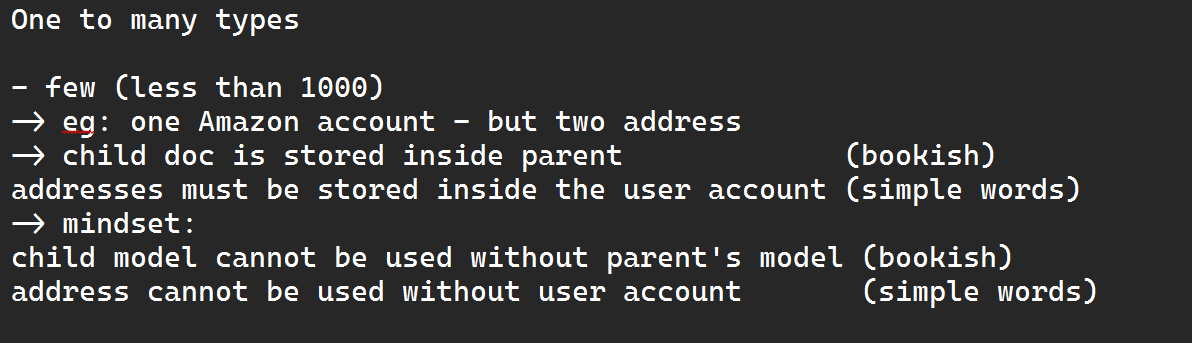 One to many types
- few (less than 1000)
-> eg: one Amazon account - but two address
-> child doc is stored inside parent (bookish)
addresses must be stored inside the user account (simple words)
-> mindset:
child model cannot be used without parent's model (bookish)
address cannot be used without user account (simple words)